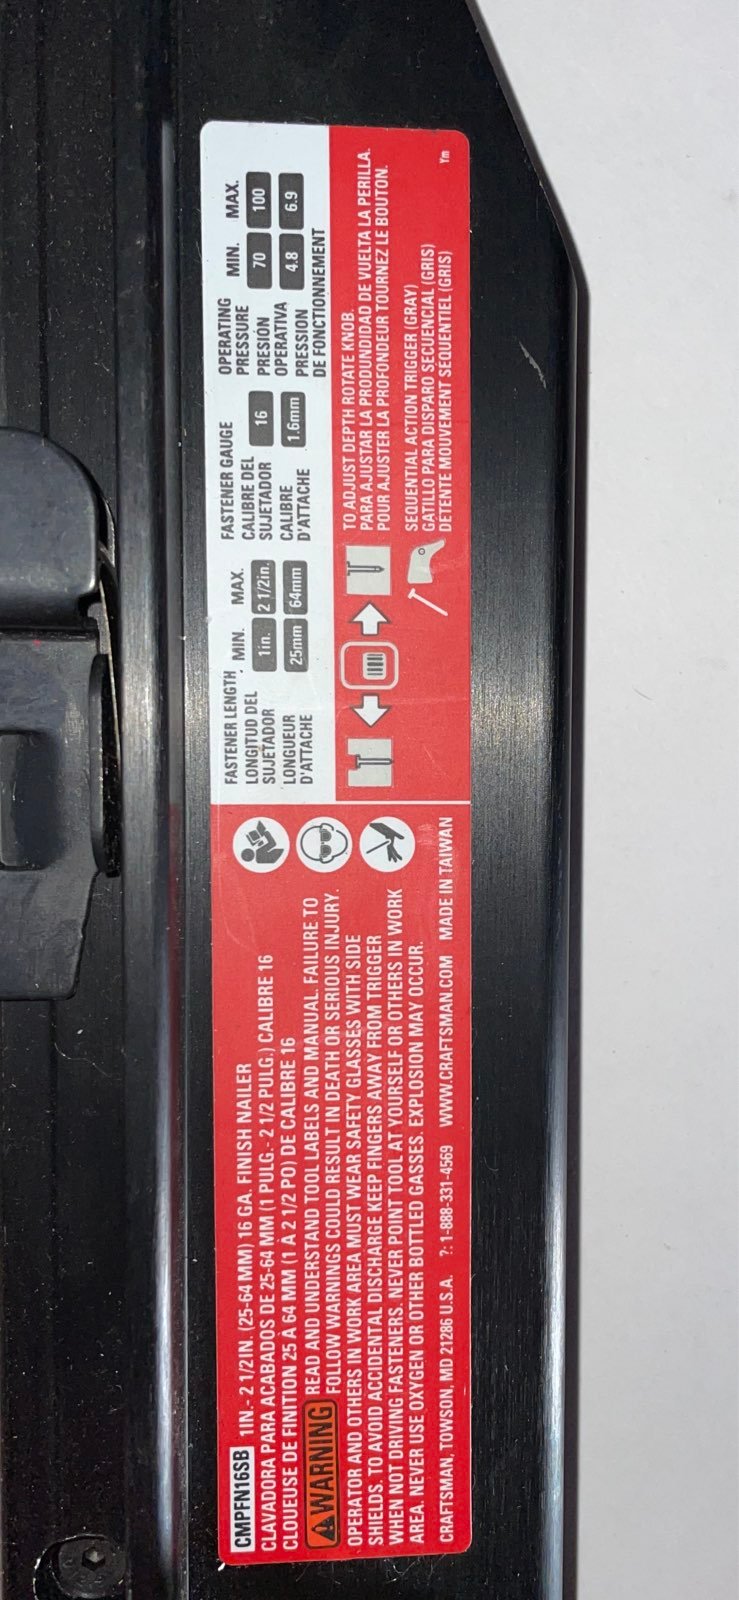 CMPFN16SB 1IN.- 2 1/2IN. (25-64 MM) 16 GA. FINISH NAILER
CLAVADORA PARA ACABADOS DE 25-64 MM (1 PULG.- 2 1/2 PULG.) CALIBRE 16
CLOUEUSE DE FINITION 25 À 64 MM (1 À 2 1/2 PO) DE CALIBRE 16
WARNING READ AND UNDERSTAND TOOL LABELS AND MANUAL. FAILURE TO
FOLLOW WARNINGS COULD RESULT IN DEATH OR SERIOUS INJURY.
OPERATOR AND OTHERS IN WORK AREA MUST WEAR SAFETY GLASSES WITH SIDE
SHIELDS. TO AVOID ACCIDENTAL DISCHARGE KEEP FINGERS AWAY FROM TRIGGER
WHEN NOT DRIVING FASTENERS. NEVER POINT TOOL AT YOURSELF OR OTHERS IN WORK
AREA. NEVER USE OXYGEN OR OTHER BOTTLED GASSES. EXPLOSION MAY OCCUR.
CRAFTSMAN, TOWSON, MD 21286 U.S.A. ?: 1-888-331-4569 WWW.CRAFTSMAN.COM MADE IN TAIWAN
FASTENER LENGTH
LONGITUD DEL
SUJETADOR
LONGUEUR
D'ATTACHE
MIN. MAX.
1in. 2 1/2in
25mm 64mm
FASTENER GAUGE
CALIBRE DEL
SUJETADOR
CALIBRE
D'ATTACHE
16
1.6mm
OPERATING
PRESSURE
PRESIÓN
OPERATIVA
PRESSION
DE FONCTIONNEMENT
MIN. MAX.
70 100
4.8 6.9
TO ADJUST DEPTH ROTATE KNOB.
PARA AJUSTAR LA PRODUNDIDAD DE VUELTA LA PERILLA.
POUR AJUSTER LA PROFONDEUR TOURNEZ LE BOUTON.
SEQUENTIAL ACTION TRIGGER (GRAY)
GATILLO PARA DISPARO SECUENCIAL (GRIS)
DETENTE MOUVEMENT SEQUENTIEL (GRIS)
Ym